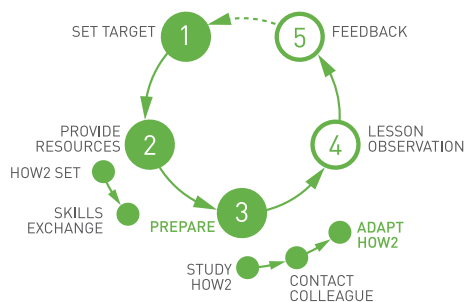 SET TARGET
1
5
FEEDBACK
PROVIDE
RESOURCES
2
4
LESSON
OBSERVATION
HOW2 SET
SKILLS
EXCHANGE
PREPARE
3
ADAPT
HOW2
STUDY
HOW2
CONTACT
COLLEAGUE